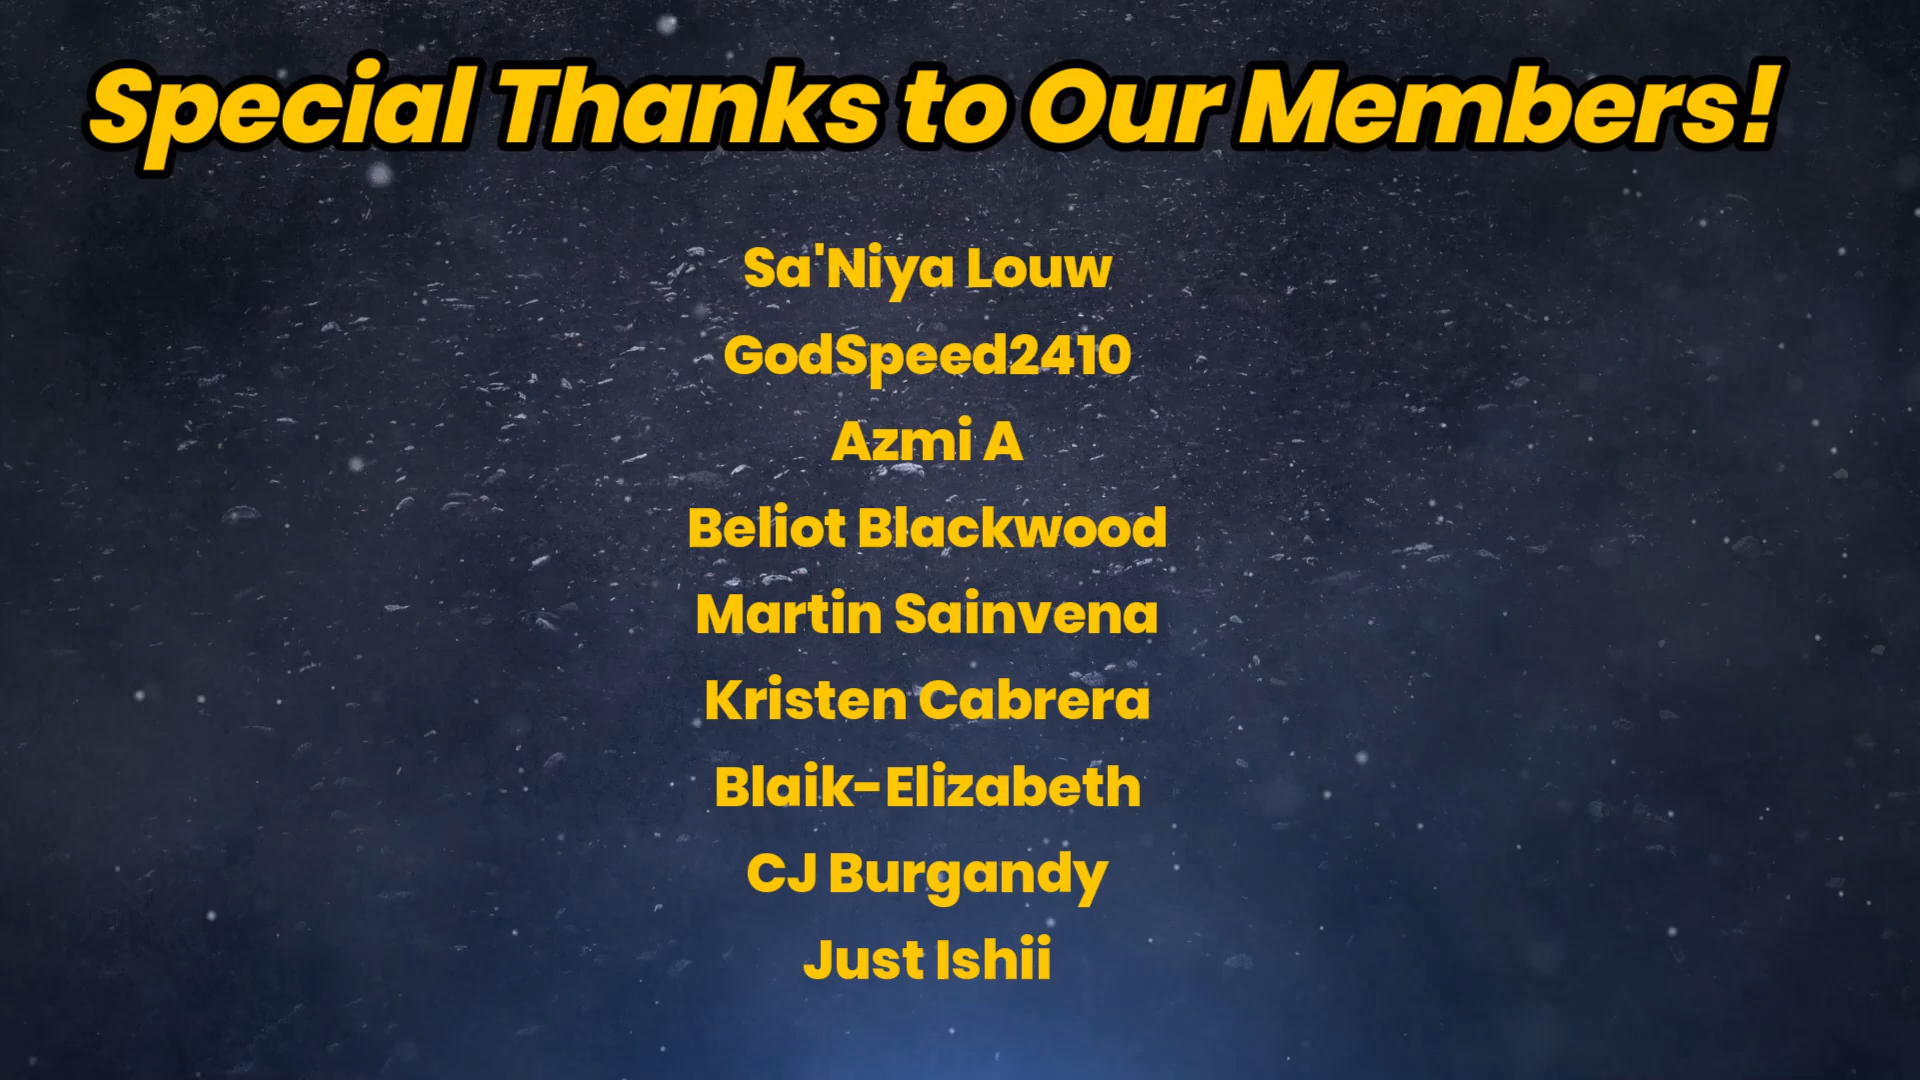 Special Thanks to Our Members!
Sa'Niya Louw
GodSpeed2410
Azmi A
Beliot Blackwood
Martin Sainvena
Kristen Cabrera
Blaik-Elizabeth
CJ Burgandy
Just Ishii